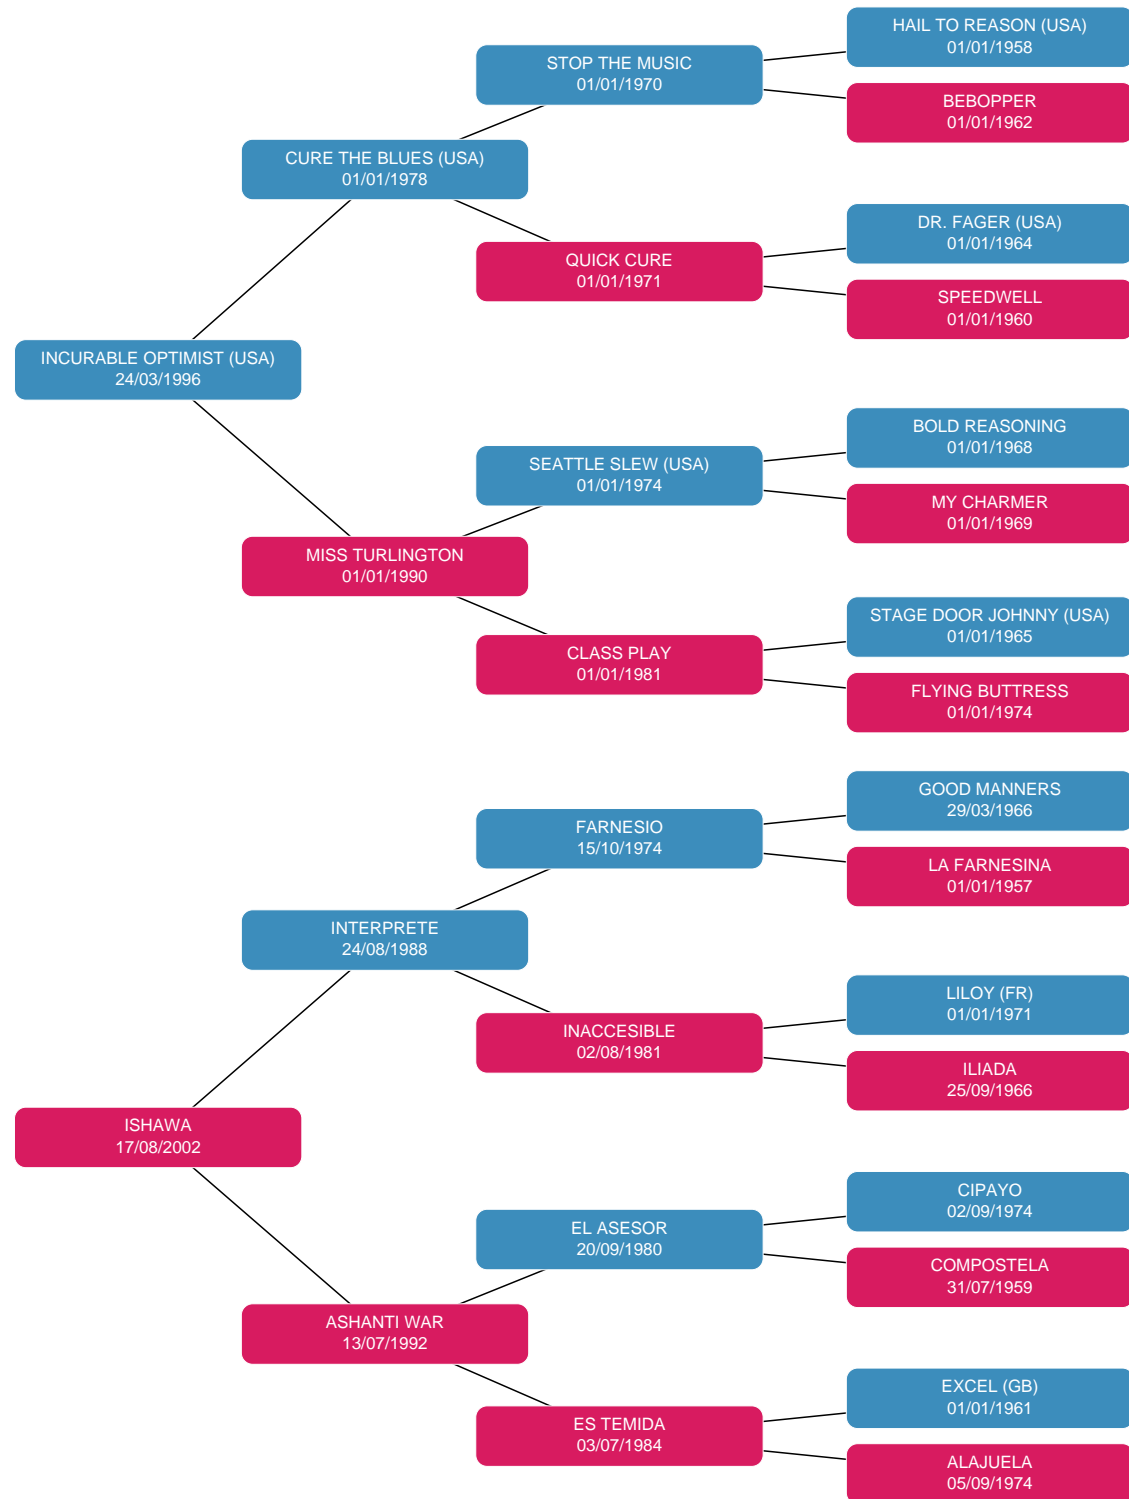 HAIL TO REASON (USA)
01/01/1958
STOP THE MUSIC
01/01/1970
BEBOPPER
01/01/1962
CURE THE BLUES (USA)
01/01/1978
DR. FAGER (USA)
01/01/1964
QUICK CURE
01/01/1971
SPEEDWELL
01/01/1960
INCURABLE OPTIMIST (USA)
24/03/1996
BOLD REASONING
01/01/1968
SEATTLE SLEW (USA)
01/01/1974
MY CHARMER
01/01/1969
MISS TURLINGTON
01/01/1990
STAGE DOOR JOHNNY (USA)
01/01/1965
CLASS PLAY
01/01/1981
FLYING BUTTRESS
01/01/1974
GOOD MANNERS
29/03/1966
FARNESIO
15/10/1974
LA FARNESINA
01/01/1957
INTERPRETE
24/08/1988
LILOY (FR)
01/01/1971
INACCESIBLE
02/08/1981
ILIADA
25/09/1966
ISHAWA
17/08/2002
CIPAYO
02/09/1974
EL ASESOR
20/09/1980
COMPOSTELA
31/07/1959
ASHANTI WAR
13/07/1992
EXCEL (GB)
01/01/1961
ES TEMIDA
03/07/1984
ALAJUELA
05/09/1974